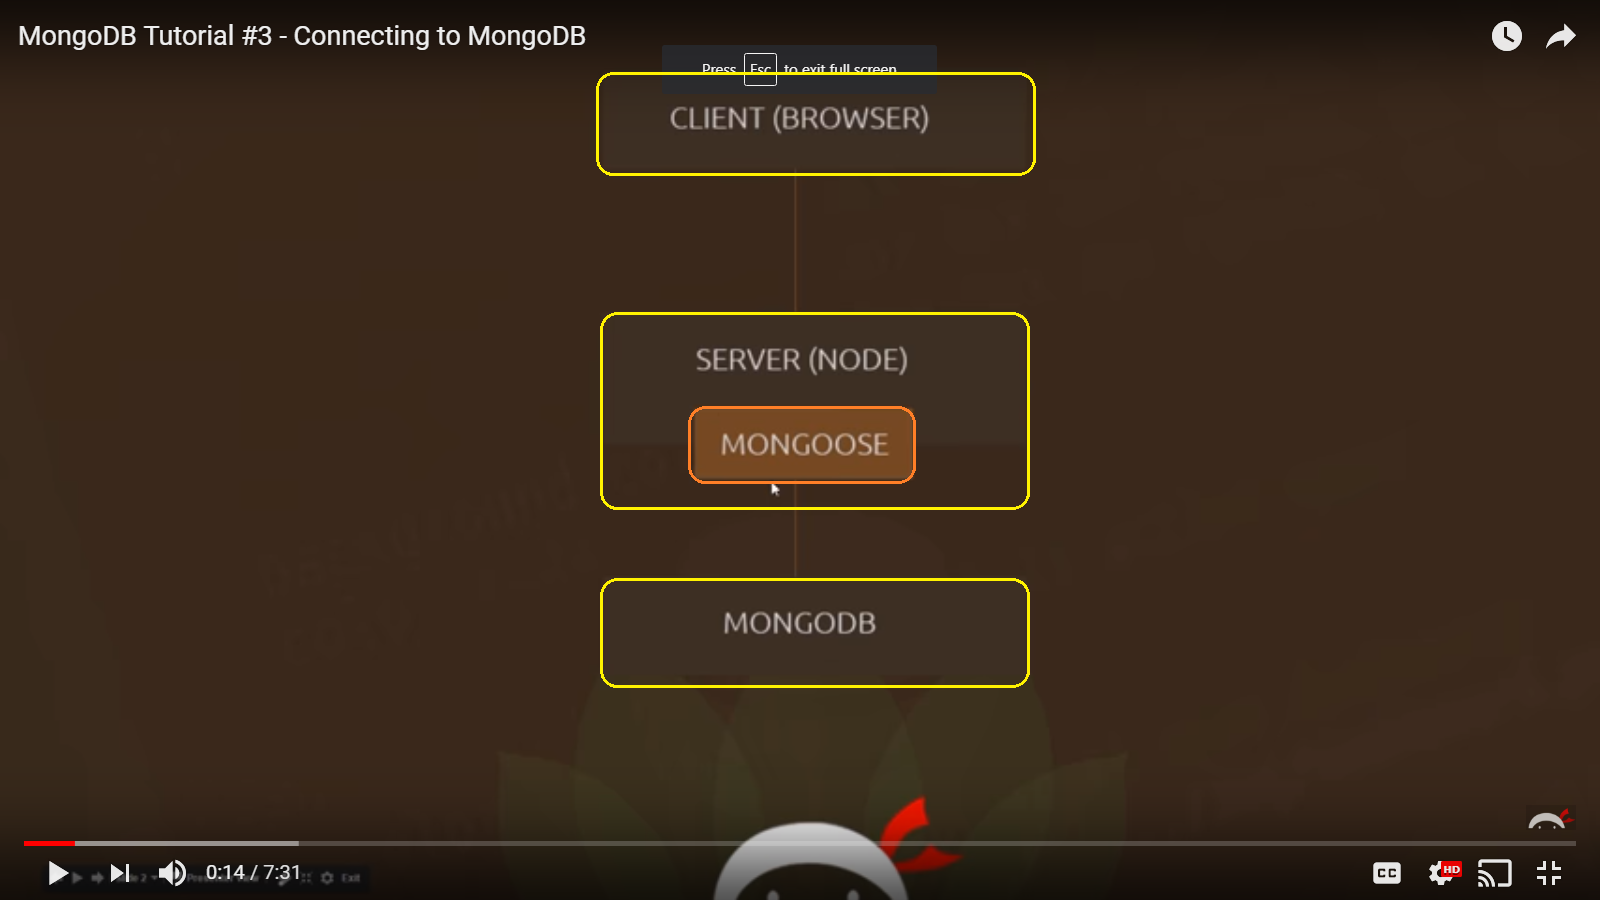 MongoDB Tutorial #3 - Connecting to MongoDB
Press Esc to exit full screen
CLIENT (BROWSER)
SERVER (NODE)
MONGOOSE
MONGODB
0:14 / 7:31
CC
HD
Exit